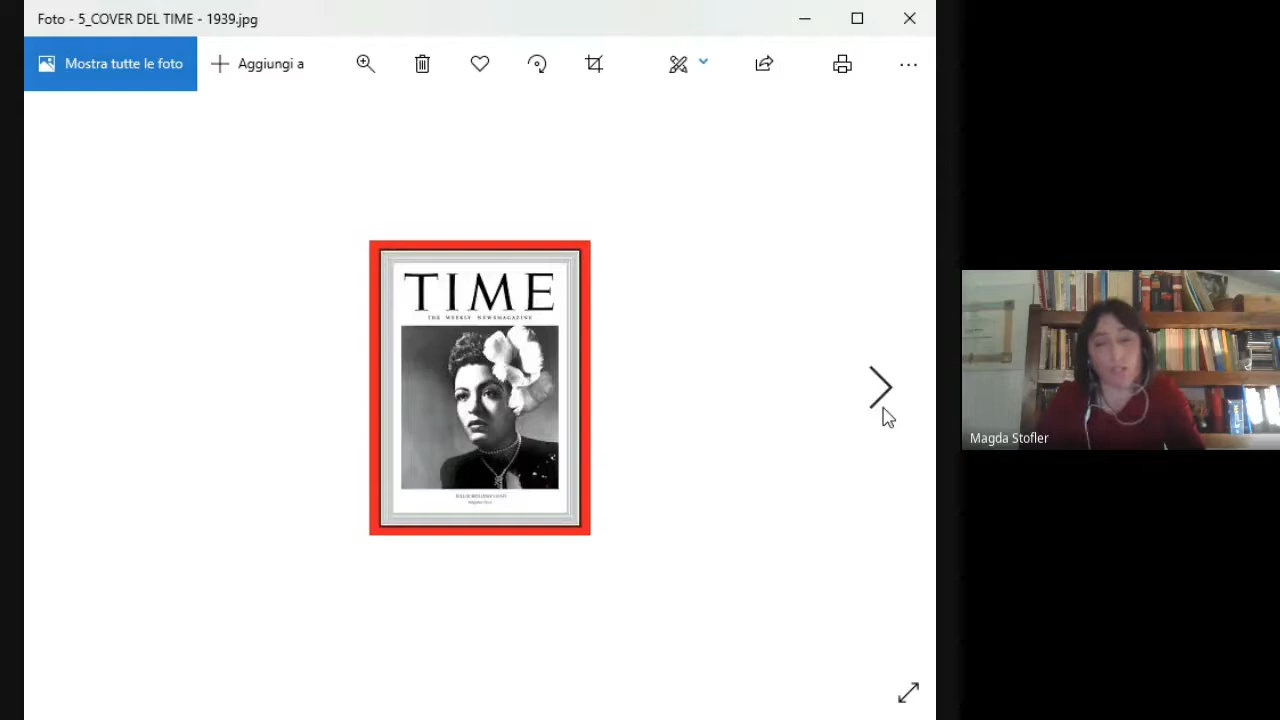 Foto - 5_COVER DEL TIME - 1939.jpg
Mostra tutte le foto
Aggiungi a
TIME
THE WEEKLY NEWSMAGAZINE
Magda Stofler